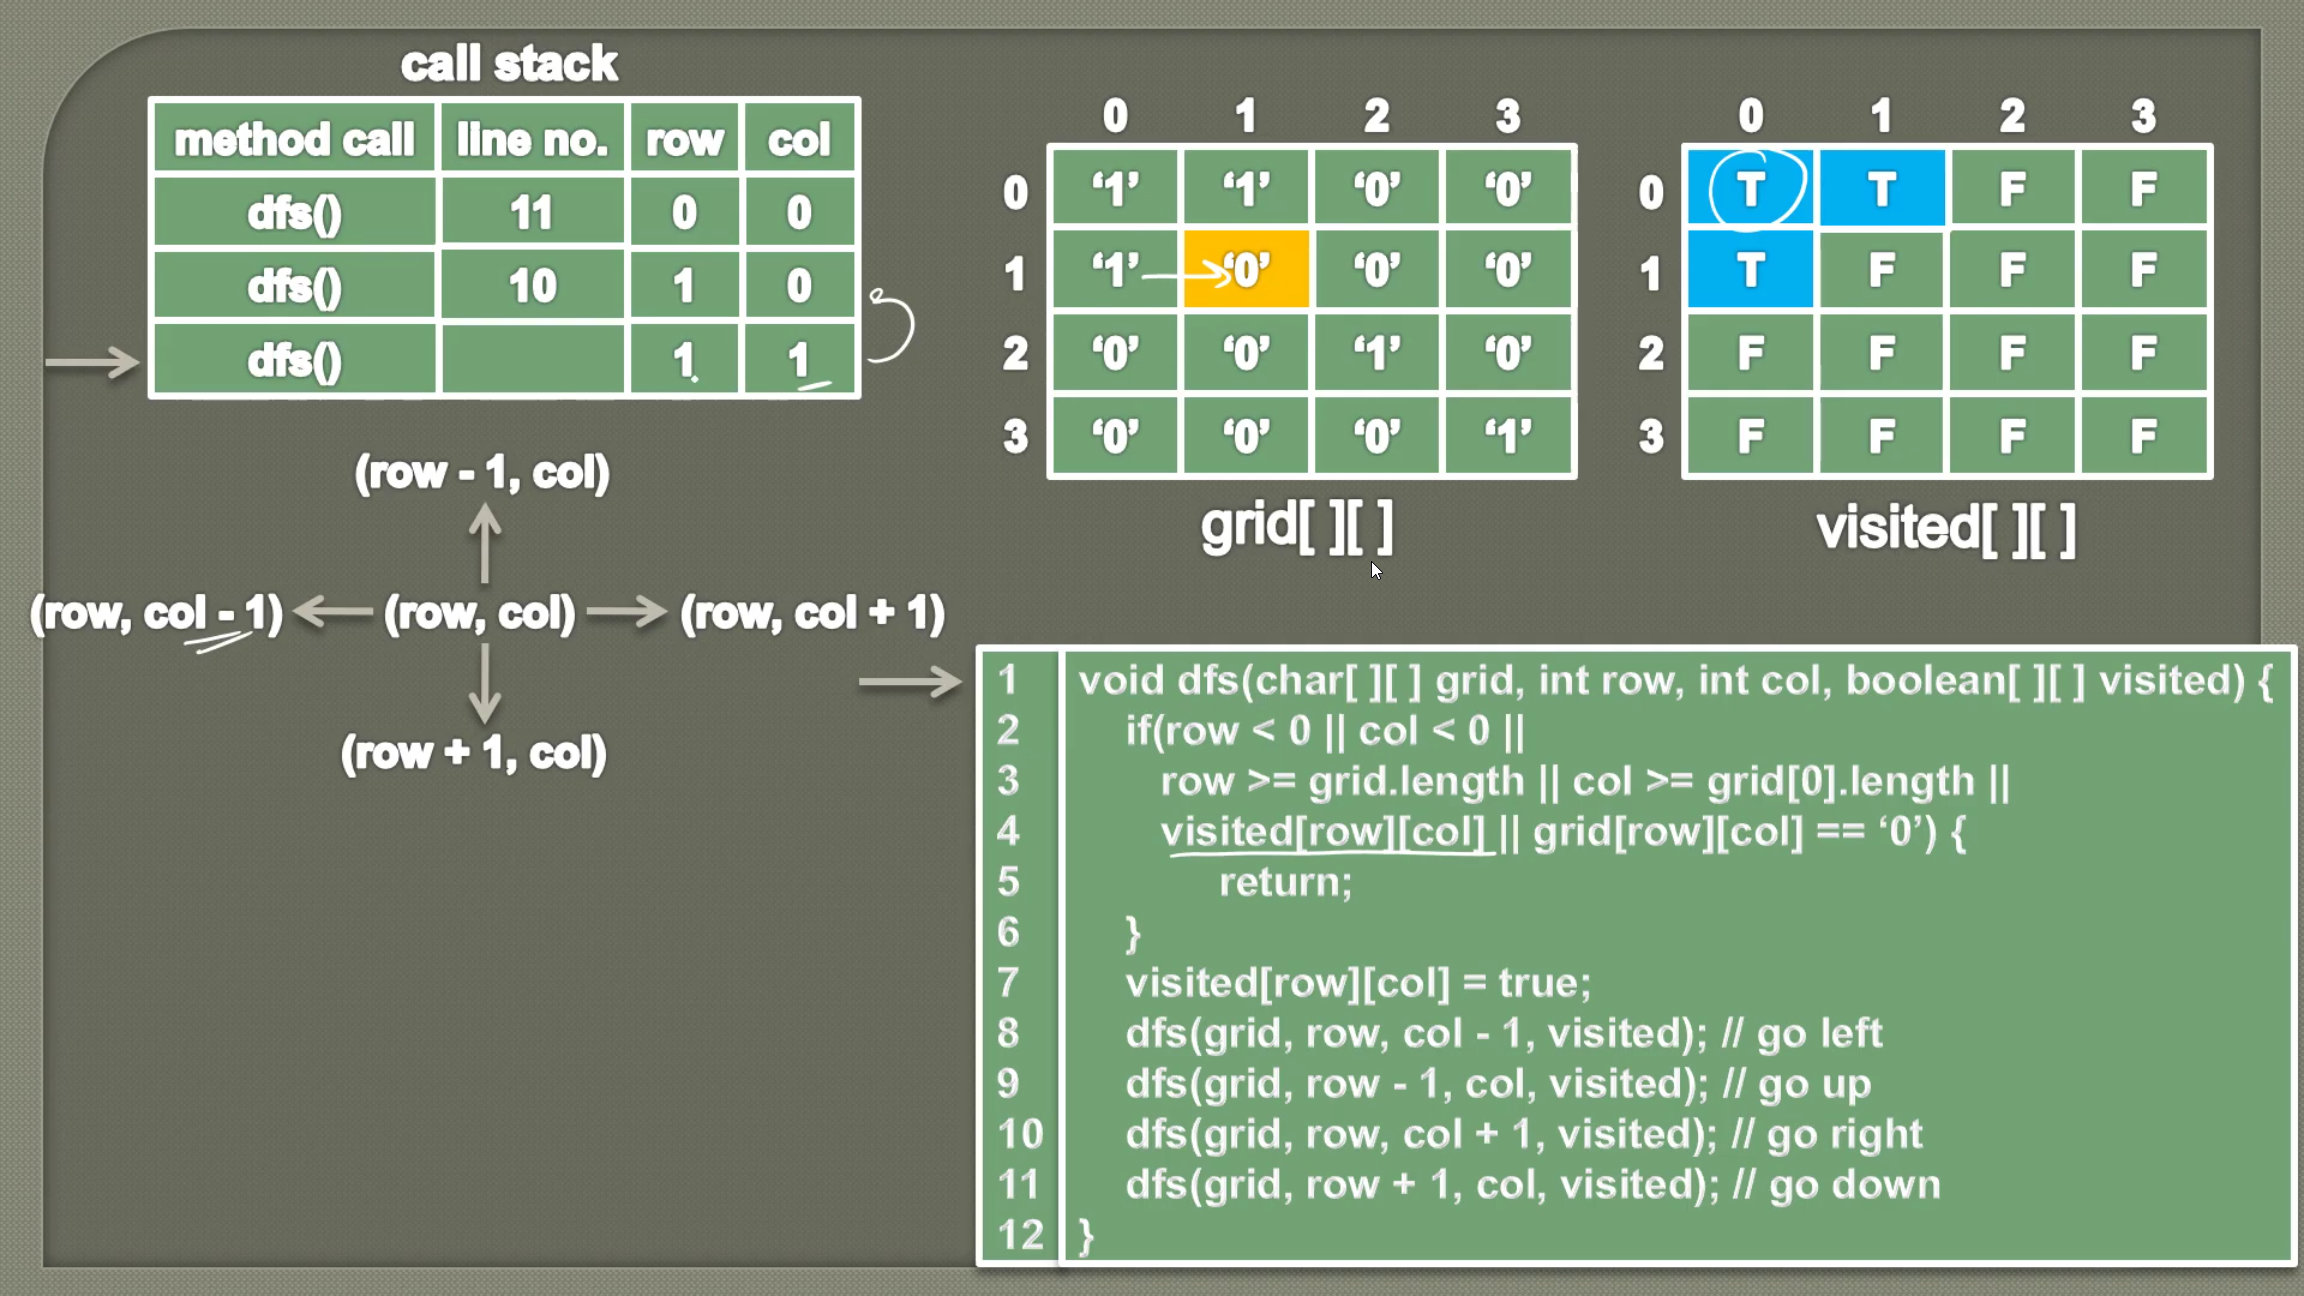 call stack
method call line no. row col
dfs() 11 0 0
dfs() 10 1 0
dfs() 1 1
0 1 2 3
0 ‘1’ ‘1’ ‘0’ ‘0’
1 ‘1’ ‘0’ ‘0’ ‘0’
2 ‘0’ ‘0’ ‘1’ ‘0’
3 ‘0’ ‘0’ ‘0’ ‘1’
grid[ ][ ]
0 1 2 3
0 T T F F
1 T F F F
2 F F F F
3 F F F F
visited[ ][ ]
(row - 1, col)
(row, col - 1) (row, col) (row, col + 1)
(row + 1, col)
1 void dfs(char[ ][ ] grid, int row, int col, boolean[ ][ ] visited) {
2 if(row < 0 || col < 0 ||
3 row >= grid.length || col >= grid[0].length ||
4 visited[row][col] || grid[row][col] == ‘0’) {
5 return;
6 }
7 visited[row][col] = true;
8 dfs(grid, row, col - 1, visited); // go left
9 dfs(grid, row - 1, col, visited); // go up
10 dfs(grid, row, col + 1, visited); // go right
11 dfs(grid, row + 1, col, visited); // go down
12 }